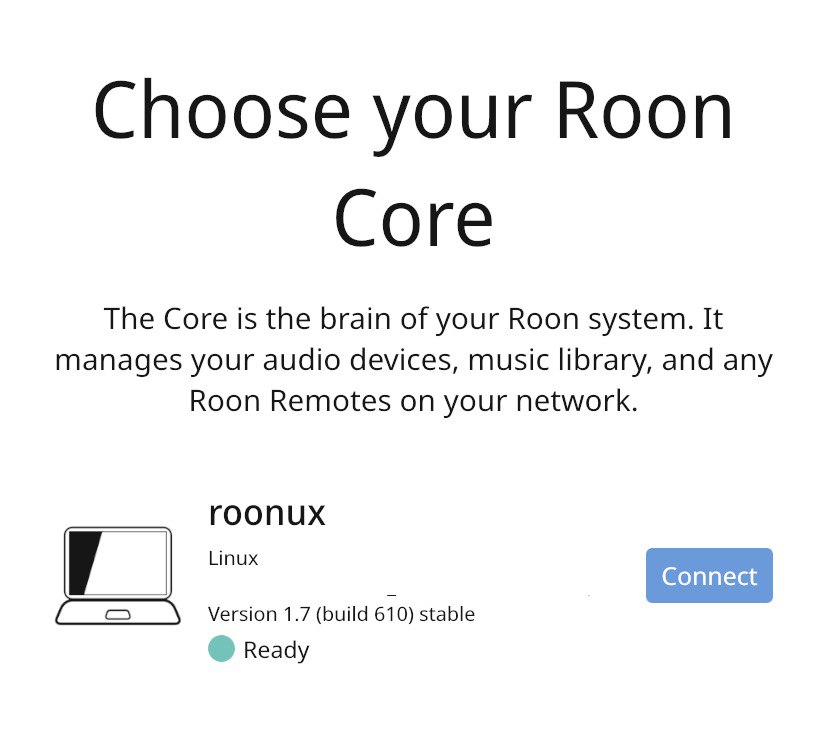 Choose your Roon
Core
The Core is the brain of your Roon system. It
manages your audio devices, music library, and any
Roon Remotes on your network.
roonux
Linux
Version 1.7 (build 610) stable
Ready
Connect